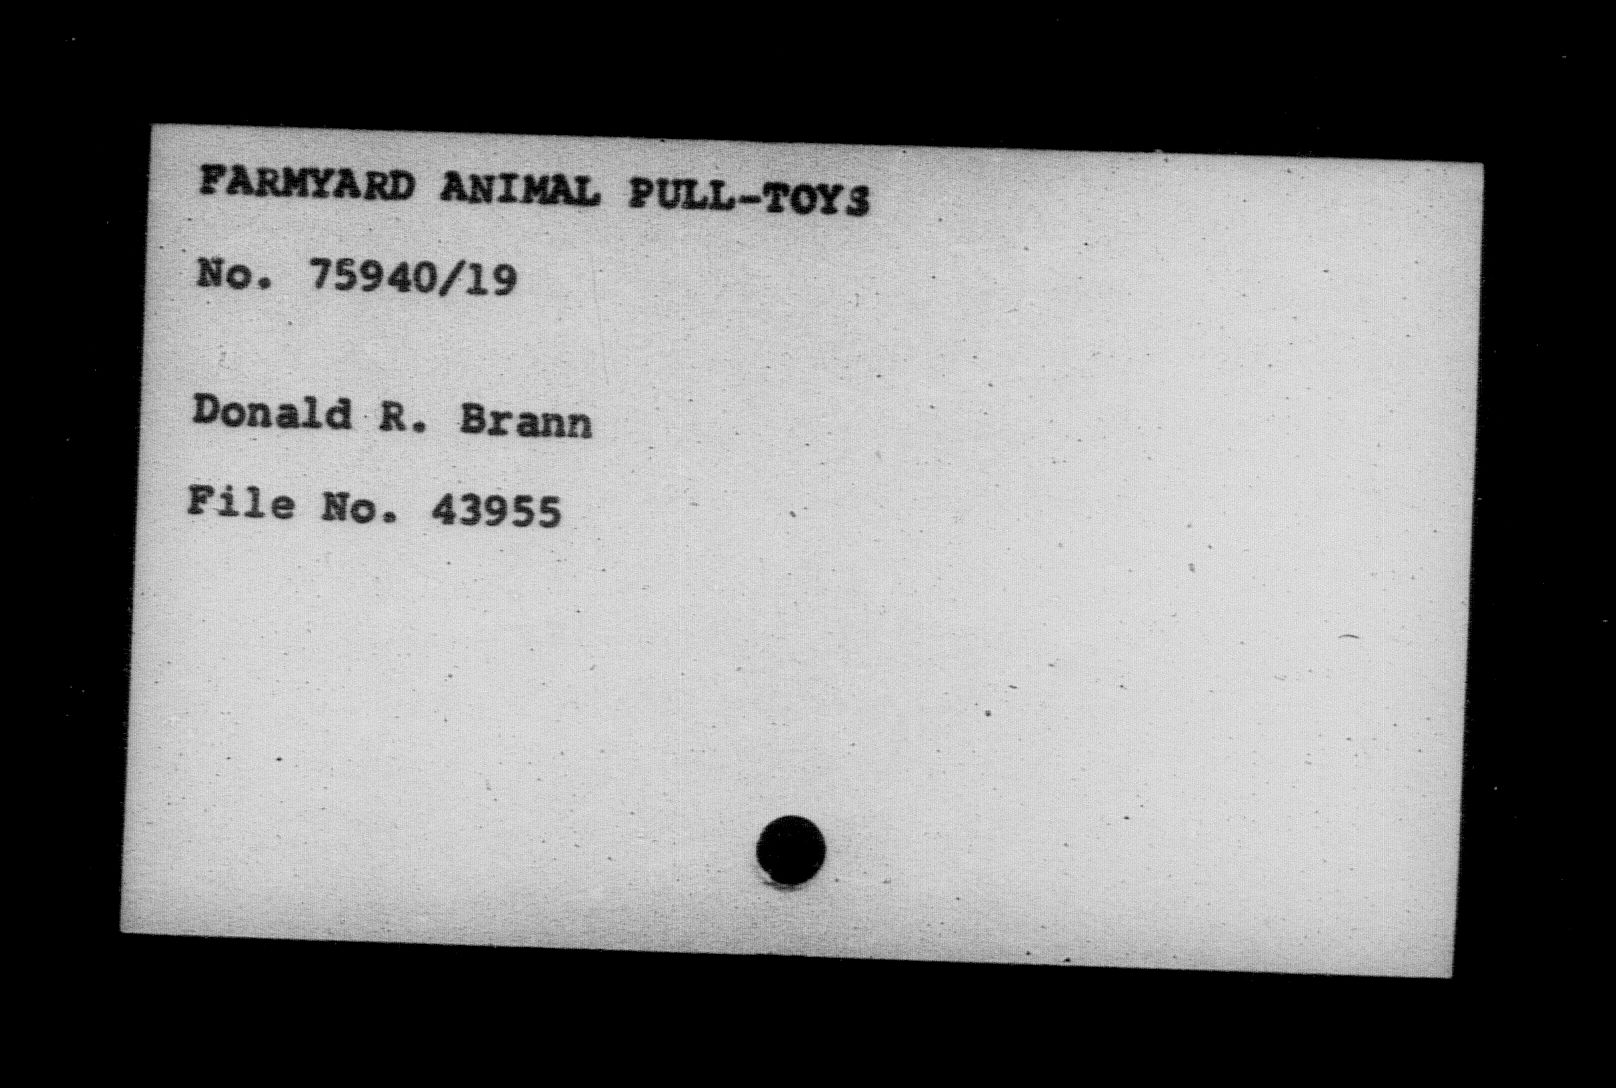 FARMYARD ANIMAL PULL-TOYS
No. 75940/19
Donald R. Brann
File No. 43955